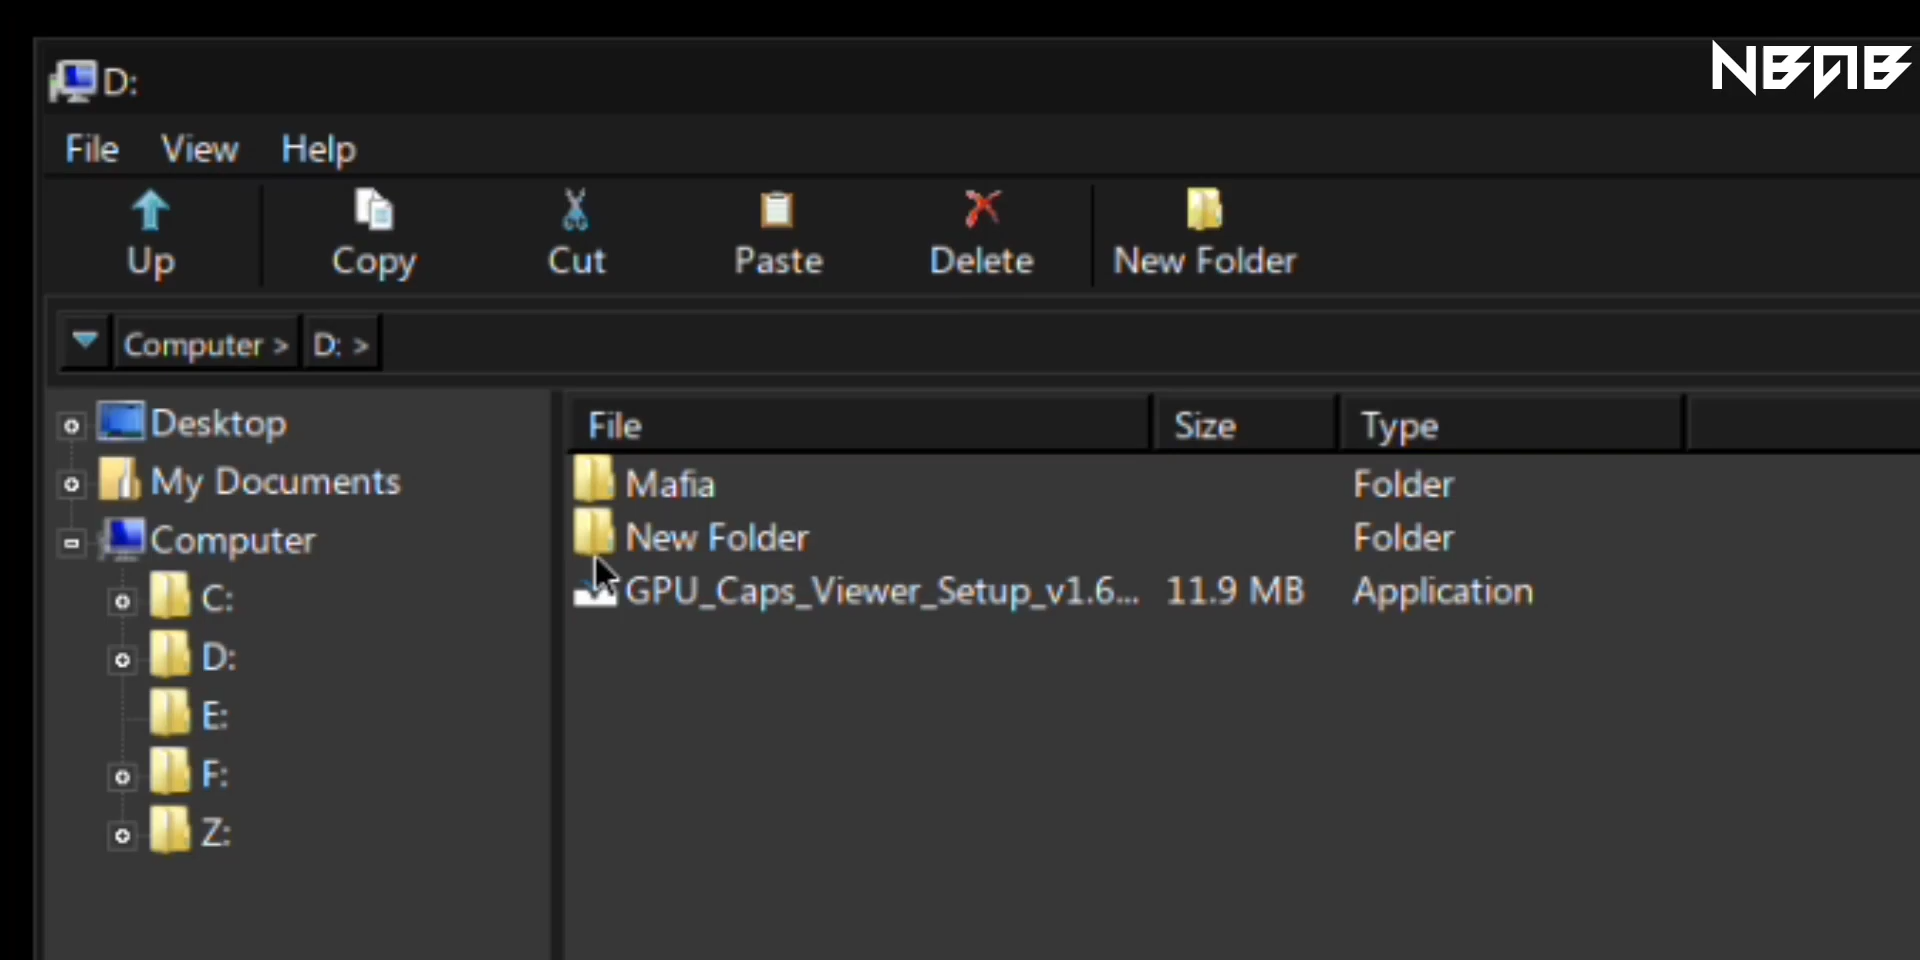 NBAB
D:
File View Help
Up Copy Cut Paste Delete New Folder
Computer > D: >
Desktop
My Documents
Computer
C:
D:
E:
F:
Z:
File Size Type
Mafia Folder
New Folder Folder
GPU_Caps_Viewer_Setup_v1.6... 11.9 MB Application